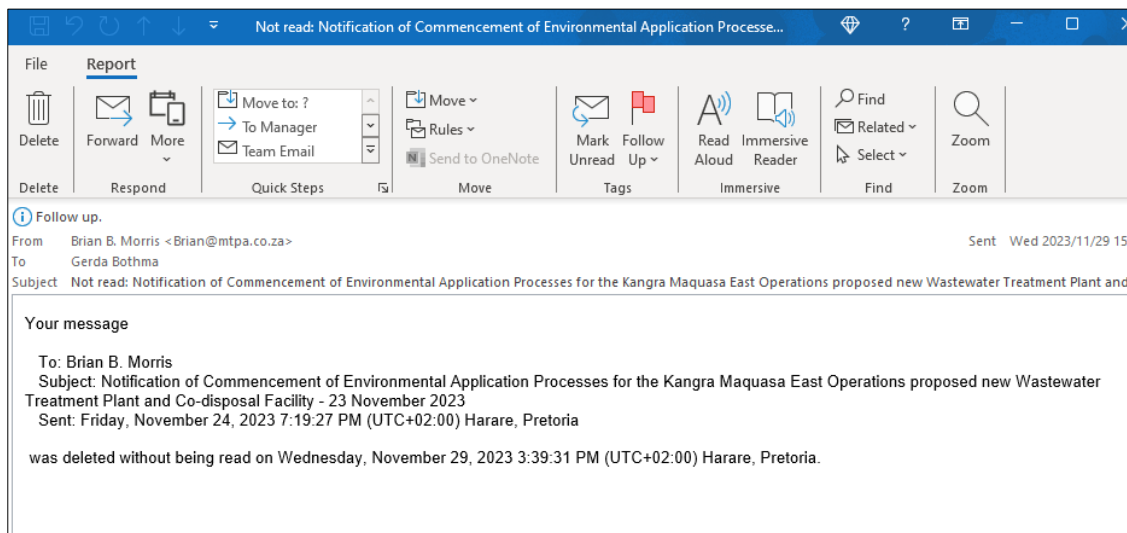 Not read: Notification of Commencement of Environmental Application Processe... ?
File Report
Delete Forward More Move to: ? To Manager Team Email Move Rules Send to OneNote Mark Unread Follow Up Read Aloud Immersive Reader Find Related Select Zoom
Delete Respond Quick Steps Move Tags Immersive Find Zoom
Follow up.
From Brian B. Morris <Brian@mtpa.co.za> Sent Wed 2023/11/29 15
To Gerda Bothma
Subject Not read: Notification of Commencement of Environmental Application Processes for the Kangra Maquasa East Operations proposed new Wastewater Treatment Plant and
Your message
To: Brian B. Morris
Subject: Notification of Commencement of Environmental Application Processes for the Kangra Maquasa East Operations proposed new Wastewater
Treatment Plant and Co-disposal Facility - 23 November 2023
Sent: Friday, November 24, 2023 7:19:27 PM (UTC+02:00) Harare, Pretoria
was deleted without being read on Wednesday, November 29, 2023 3:39:31 PM (UTC+02:00) Harare, Pretoria.